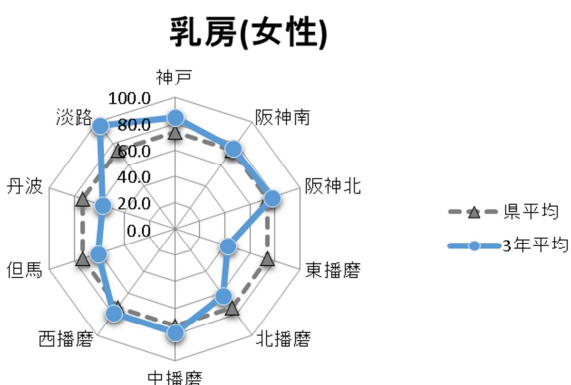 乳房(女性)
神戸
阪神南
阪神北
東播磨
北播磨
中播磨
西播磨
但馬
丹波
淡路
100.0
80.0
60.0
40.0
20.0
0.0
県平均
3年平均